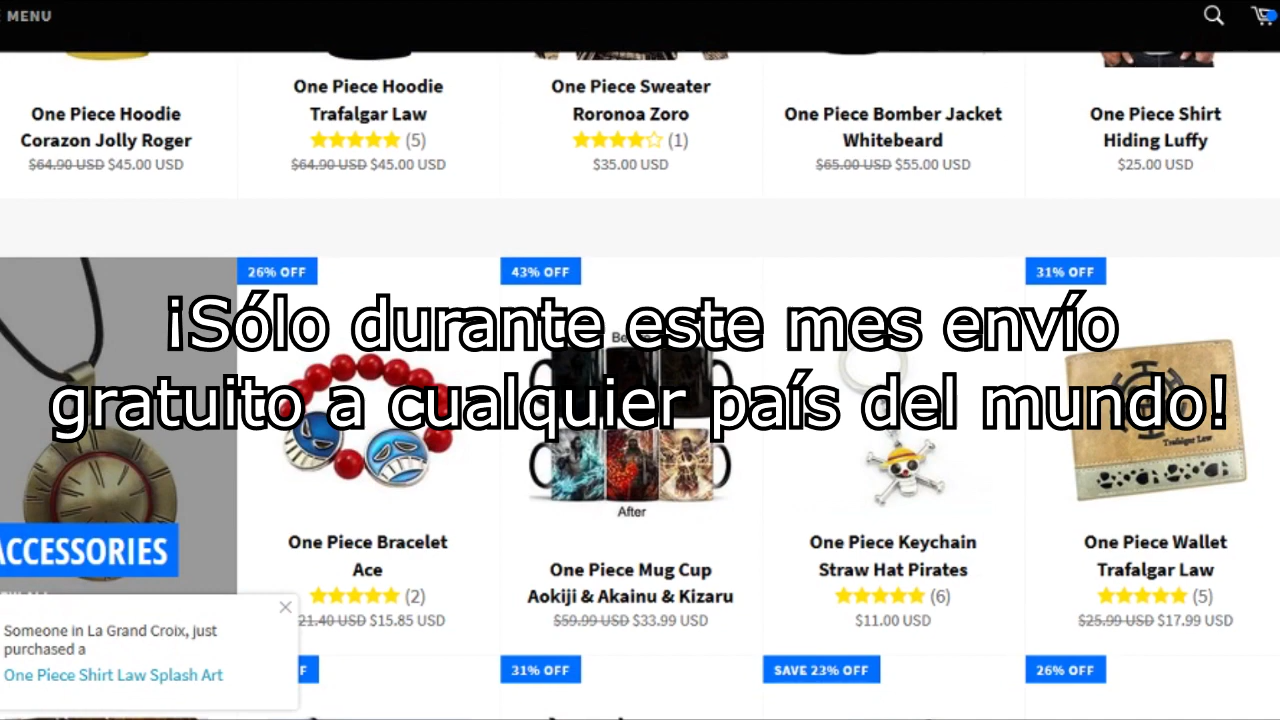 MENU
One Piece Hoodie
Corazon Jolly Roger
$64.90 USD $45.00 USD
One Piece Hoodie
Trafalgar Law
(5)
$64.90 USD $45.00 USD
One Piece Sweater
Roronoa Zoro
(1)
$35.00 USD
One Piece Bomber Jacket
Whitebeard
$65.00 USD $55.00 USD
One Piece Shirt
Hiding Luffy
$25.00 USD
26% OFF
43% OFF
31% OFF
¡Sólo durante este mes envío
gratuito a cualquier país del mundo!
After
Trafalgar Law
ACCESSORIES
One Piece Bracelet
Ace
(2)
21.40 USD $15.85 USD
One Piece Mug Cup
Aokiji & Akainu & Kizaru
$59.99 USD $33.99 USD
One Piece Keychain
Straw Hat Pirates
(6)
$11.00 USD
One Piece Wallet
Trafalgar Law
(5)
$25.99 USD $17.99 USD
Someone in La Grand Croix, just
purchased a
One Piece Shirt Law Splash Art
31% OFF
SAVE 23% OFF
26% OFF